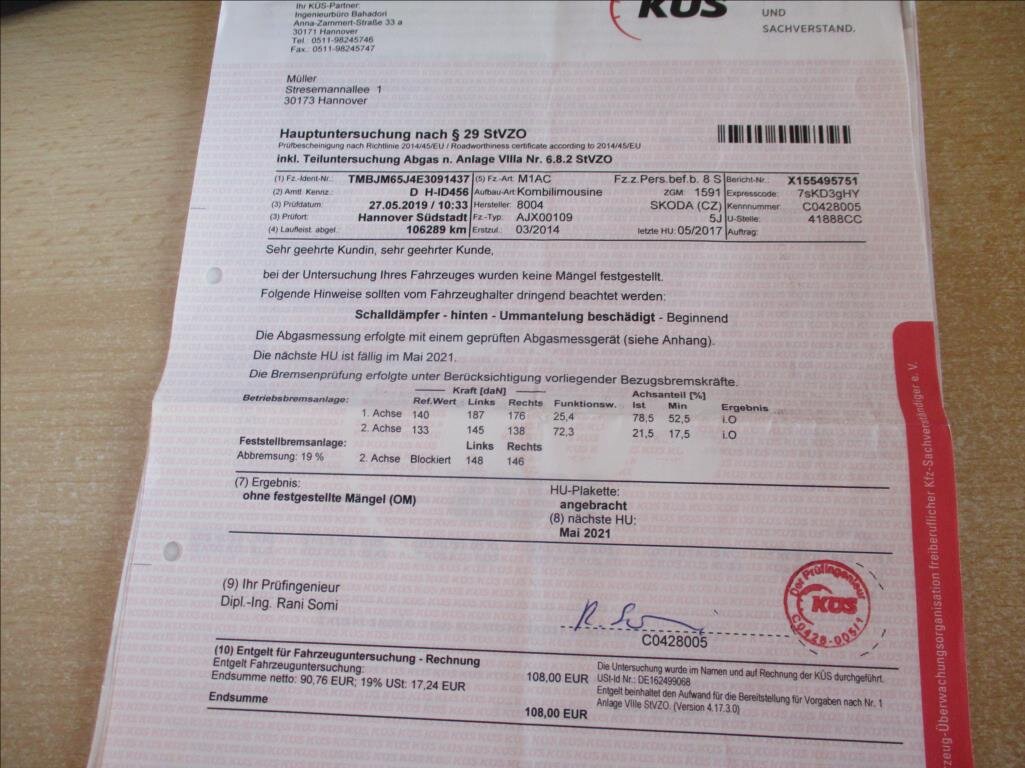 Ihr KÜS-Partner:
Ingenieurbüro Bahadori
Anna-Zammert-Straße 33 a
30171 Hannover
Tel.: 0511-98245746
Fax.: 0511-98245747
KÜS
UND
SACHVERSTAND.
Müller
Stresemannallee 1
30173 Hannover
Hauptuntersuchung nach § 29 StVZO
Prüfbescheinigung nach Richtlinie 2014/45/EU / Roadworthiness certificate according to 2014/45/EU
inkl. Teiluntersuchung Abgas n. Anlage VIIIa Nr. 6.8.2 StVZO
(1) Fz.-Ident-Nr.: TMBJM65J4E3091437 (5) Fz.-Art: M1AC Fz.z.Pers.bef.b. 8 S Bericht-Nr.: X155495751
(2) Amtl. Kennz.: D H-ID456 Aufbau-Art: Kombilimousine ZGM: 1591 Expresscode: 7sKD3gHY
(3) Prüfdatum: 27.05.2019 / 10:33 Hersteller: 8004 SKODA (CZ) Kennnummer: C0428005
(3) Prüfort: Hannover Südstadt Fz.-Typ: AJX00109 5J U-Stelle: 41888CC
(4) Laufleist. abgel.: 106289 km Erstzul.: 03/2014 letzte HU: 05/2017 Auftrag:
Sehr geehrte Kundin, sehr geehrter Kunde,
bei der Untersuchung Ihres Fahrzeuges wurden keine Mängel festgestellt.
Folgende Hinweise sollten vom Fahrzeughalter dringend beachtet werden:
Schalldämpfer - hinten - Ummantelung beschädigt - Beginnend
Die Abgasmessung erfolgte mit einem geprüften Abgasmessgerät (siehe Anhang).
Die nächste HU ist fällig im Mai 2021.
Die Bremsenprüfung erfolgte unter Berücksichtigung vorliegender Bezugsbremskräfte.
Kraft [daN] Achsanteil [%]
Betriebsbremsanlage: Ref.Wert Links Rechts Funktionsw. Ist Min Ergebnis
1. Achse 140 187 176 25,4 78,5 52,5 i.O
2. Achse 133 145 138 72,3 21,5 17,5 i.O
Feststellbremsanlage: Links Rechts
Abbremsung: 19 % 2. Achse Blockiert 148 146
(7) Ergebnis:
ohne festgestellte Mängel (OM)
HU-Plakette:
angebracht
(8) nächste HU:
Mai 2021
(9) Ihr Prüfingenieur
Dipl.-Ing. Rani Somi
C0428005
Der Prüfingenieur
KÜS
C0428-00511
(10) Entgelt für Fahrzeuguntersuchung - Rechnung
Entgelt Fahrzeuguntersuchung: 108,00 EUR
Endsumme netto: 90,76 EUR; 19% USt: 17,24 EUR
Endsumme 108,00 EUR
Die Untersuchung wurde im Namen und auf Rechnung der KÜS durchgeführt.
USt-Id Nr.: DE162499068
Entgelt beinhaltet den Aufwand für die Bereitstellung für Vorgaben nach Nr. 1
Anlage VIIIe StVZO. (Version 4.17.3.0)
zeug-Überwachungsorganisation freiberuflicher Kfz-Sachverständiger e. V.